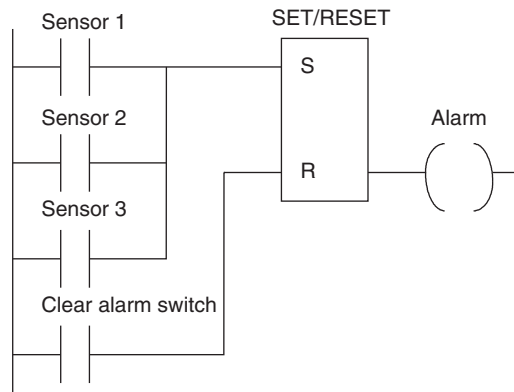 Sensor 1
SET/RESET
S
Sensor 2
Alarm
R
Sensor 3
Clear alarm switch